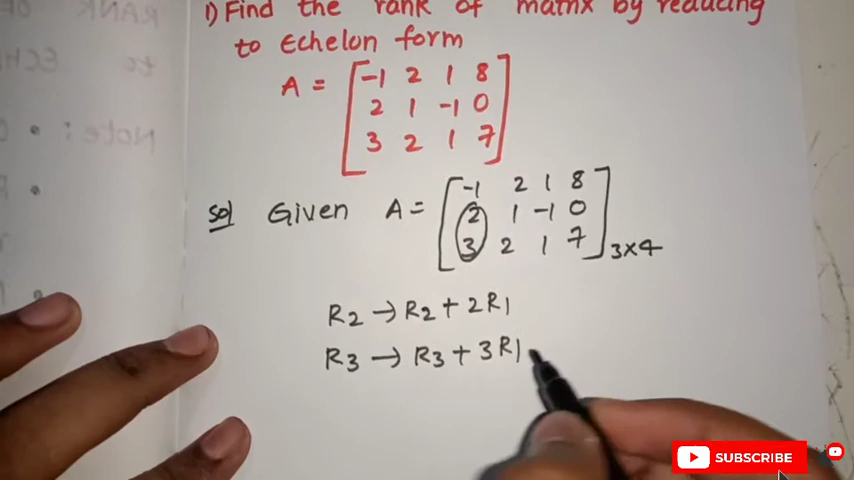 1) Find the rank of matrix by reducing
to Echelon form
A = [ -1 2 1 8
2 1 -1 0
3 2 1 7 ]
Sol Given A = [ -1 2 1 8
2 1 -1 0
3 2 1 7 ] 3×4
R2 → R2 + 2R1
R3 → R3 + 3R1
SUBSCRIBE